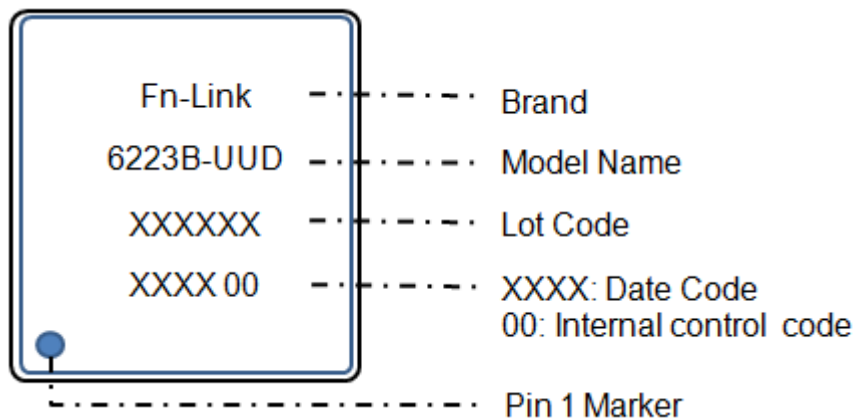 Fn-Link
Brand
6223B-UUD
Model Name
XXXXXX
Lot Code
XXXX 00
XXXX: Date Code
00: Internal control code
Pin 1 Marker